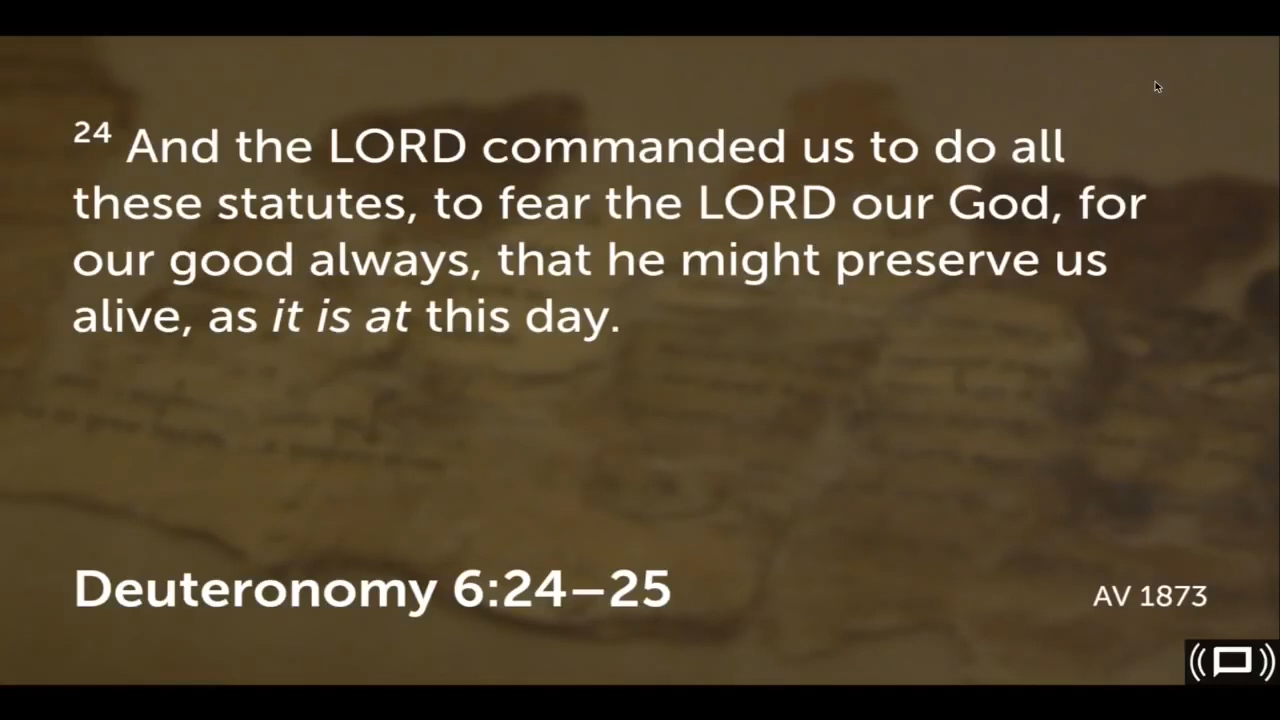 24 And the LORD commanded us to do all
these statutes, to fear the LORD our God, for
our good always, that he might preserve us
alive, as it is at this day.
Deuteronomy 6:24–25
AV 1873